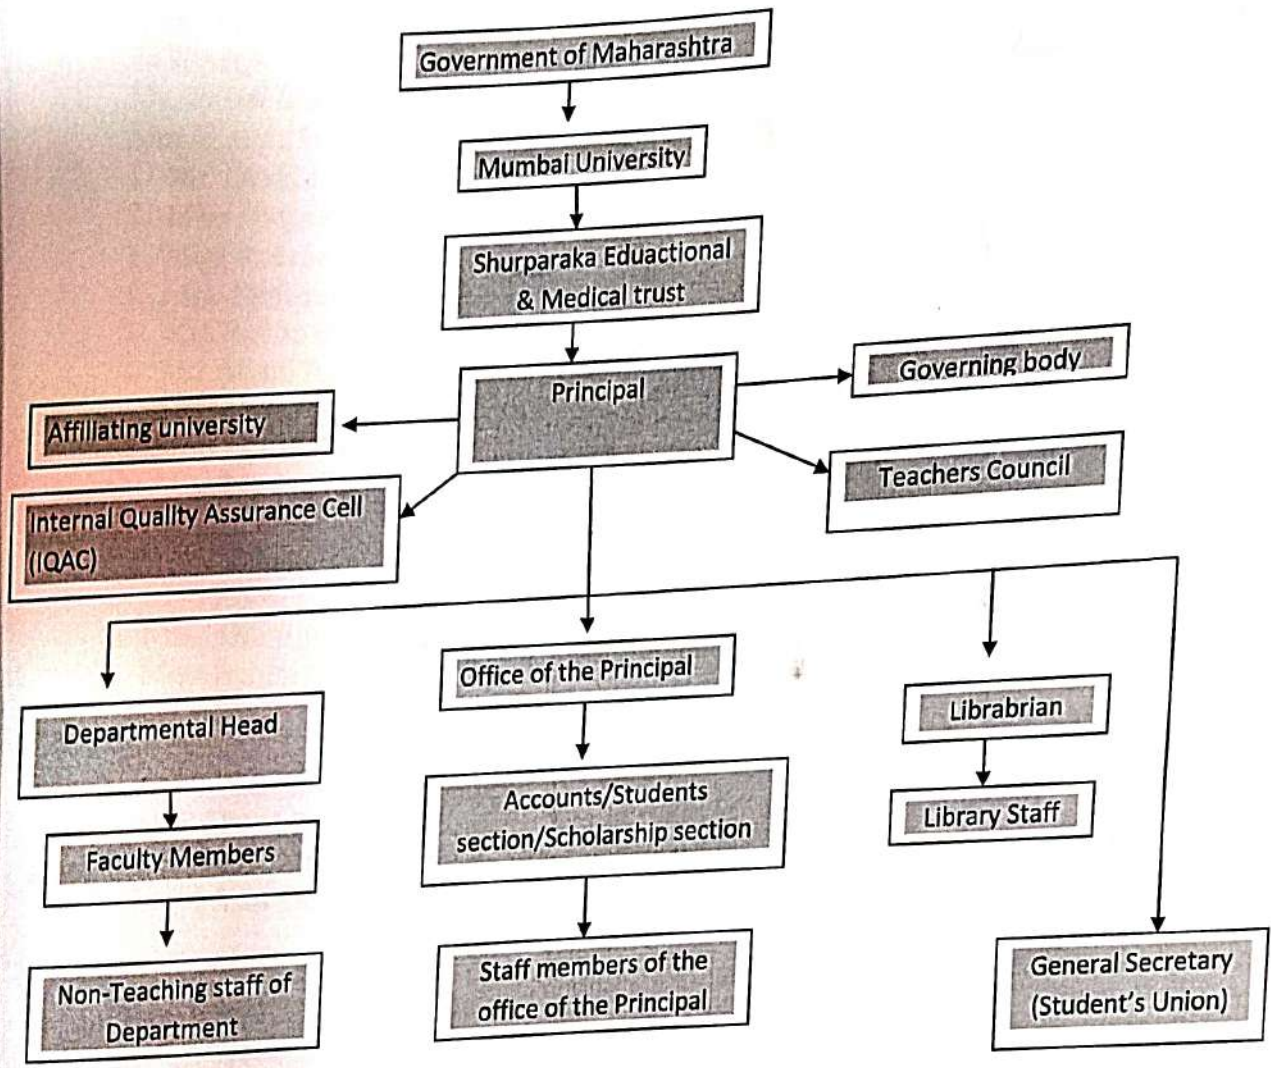 Government of Maharashtra
Mumbai University
Shurparaka Eduactional
& Medical trust
Principal
Governing body
Affiliating university
Teachers Council
Internal Quality Assurance Cell
(IQAC)
Office of the Principal
Departmental Head
Librabrian
Accounts/Students
section/Scholarship section
Library Staff
Faculty Members
Staff members of the
office of the Principal
General Secretary
(Student's Union)
Non-Teaching staff of
Department